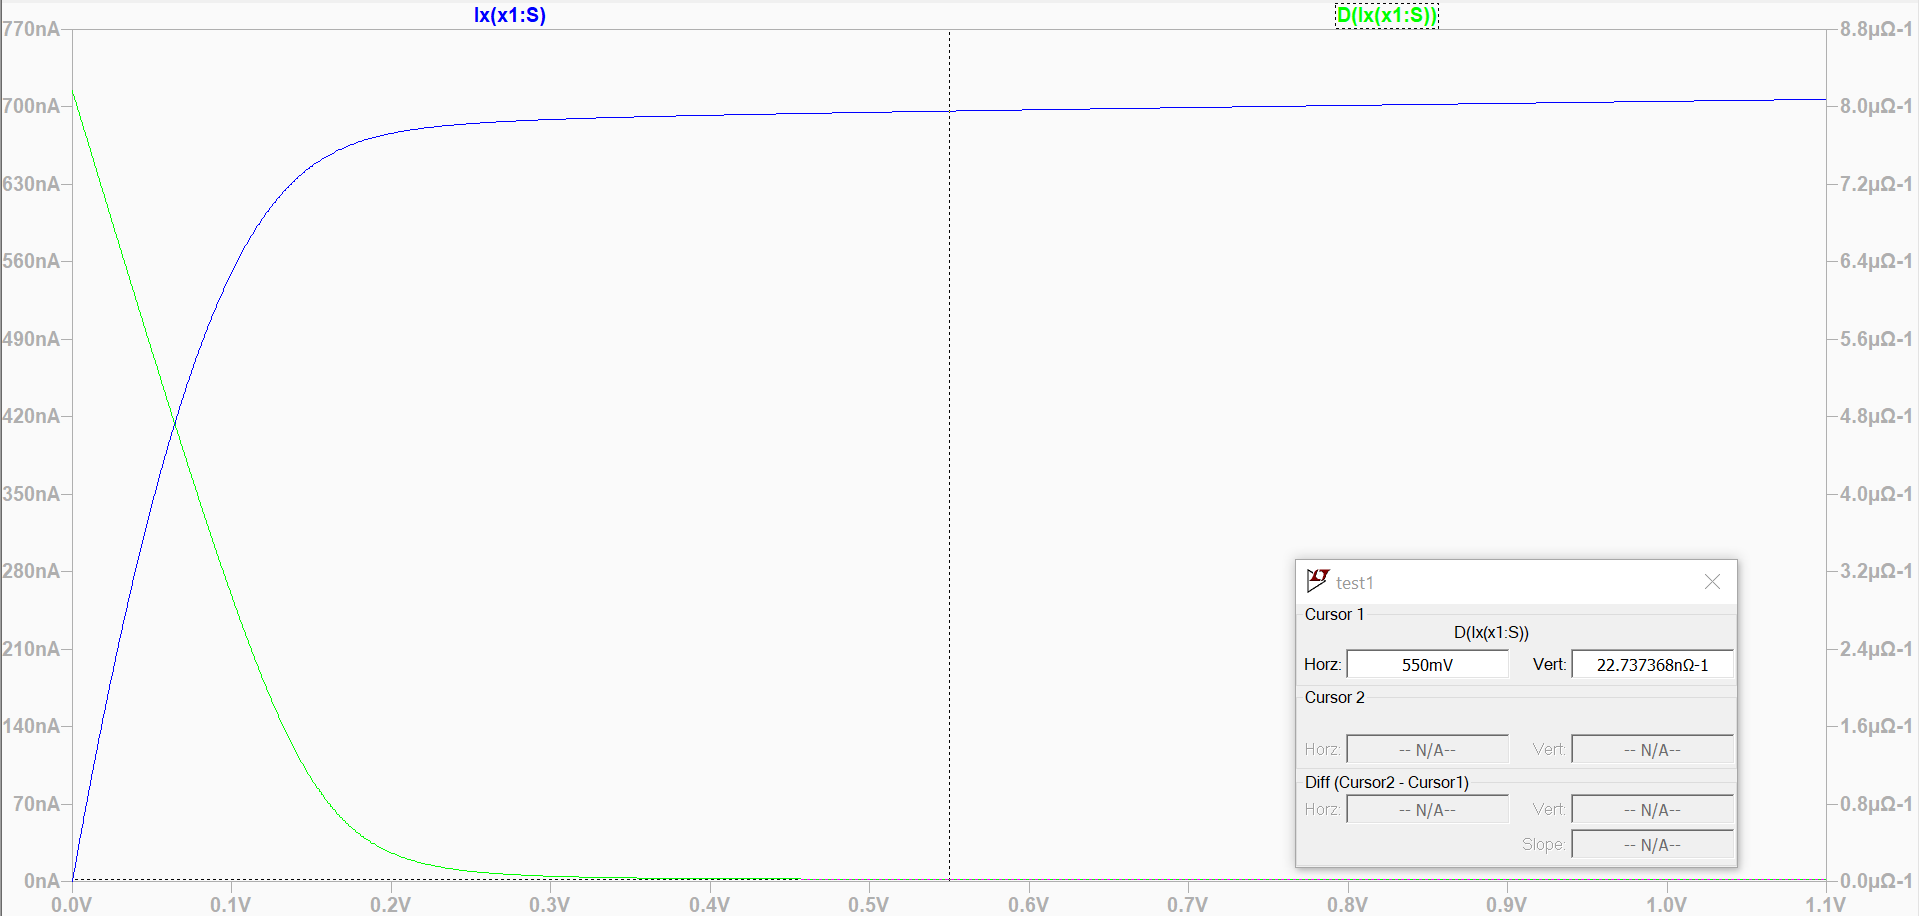 Ix(x1:S) D(Ix(x1:S))
770nA 8.8µΩ-1
700nA 8.0µΩ-1
630nA 7.2µΩ-1
560nA 6.4µΩ-1
490nA 5.6µΩ-1
420nA 4.8µΩ-1
350nA 4.0µΩ-1
280nA 3.2µΩ-1
210nA 2.4µΩ-1
140nA 1.6µΩ-1
70nA 0.8µΩ-1
0nA 0.0µΩ-1
0.0V 0.1V 0.2V 0.3V 0.4V 0.5V 0.6V 0.7V 0.8V 0.9V 1.0V 1.1V
test1
Cursor 1
D(Ix(x1:S))
Horz: 550mV Vert: 22.737368nΩ-1
Cursor 2
Horz: -- N/A-- Vert: -- N/A--
Diff (Cursor2 - Cursor1)
Horz: -- N/A-- Vert: -- N/A--
Slope: -- N/A--